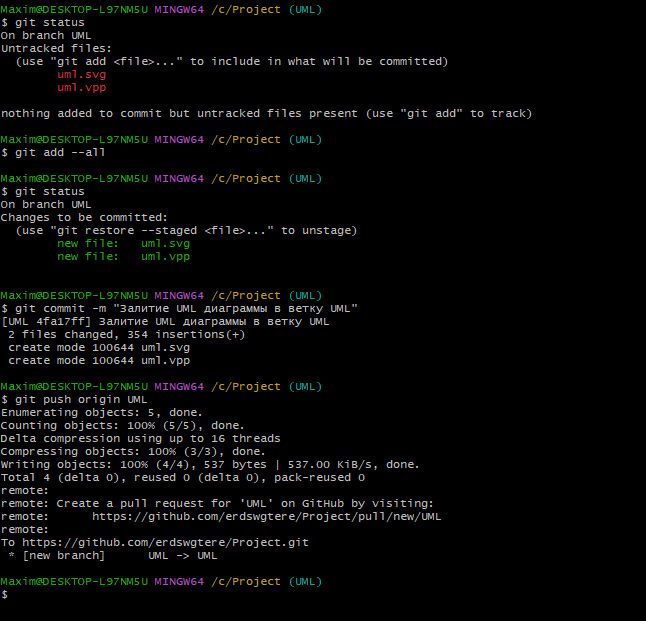 Maxim@DESKTOP-L97NM5U MINGW64 /c/Project (UML)
$ git status
On branch UML
Untracked files:
  (use "git add <file>..." to include in what will be committed)
        uml.svg
        uml.vpp

nothing added to commit but untracked files present (use "git add" to track)

Maxim@DESKTOP-L97NM5U MINGW64 /c/Project (UML)
$ git add --all

Maxim@DESKTOP-L97NM5U MINGW64 /c/Project (UML)
$ git status
On branch UML
Changes to be committed:
  (use "git restore --staged <file>..." to unstage)
        new file:   uml.svg
        new file:   uml.vpp


Maxim@DESKTOP-L97NM5U MINGW64 /c/Project (UML)
$ git commit -m "Залитие UML диаграммы в ветку UML"
[UML 4fa17ff] Залитие UML диаграммы в ветку UML
 2 files changed, 354 insertions(+)
 create mode 100644 uml.svg
 create mode 100644 uml.vpp

Maxim@DESKTOP-L97NM5U MINGW64 /c/Project (UML)
$ git push origin UML
Enumerating objects: 5, done.
Counting objects: 100% (5/5), done.
Delta compression using up to 16 threads
Compressing objects: 100% (3/3), done.
Writing objects: 100% (4/4), 537 bytes | 537.00 KiB/s, done.
Total 4 (delta 0), reused 0 (delta 0), pack-reused 0
remote:
remote: Create a pull request for 'UML' on GitHub by visiting:
remote:      https://github.com/erdswgtere/Project/pull/new/UML
remote:
To https://github.com/erdswgtere/Project.git
 * [new branch]      UML -> UML

Maxim@DESKTOP-L97NM5U MINGW64 /c/Project (UML)
$